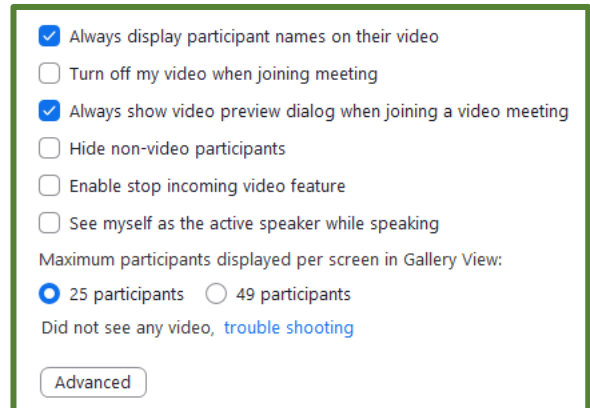 Always display participant names on their video
Turn off my video when joining meeting
Always show video preview dialog when joining a video meeting
Hide non-video participants
Enable stop incoming video feature
See myself as the active speaker while speaking
Maximum participants displayed per screen in Gallery View:
25 participants 49 participants
Did not see any video, trouble shooting
Advanced